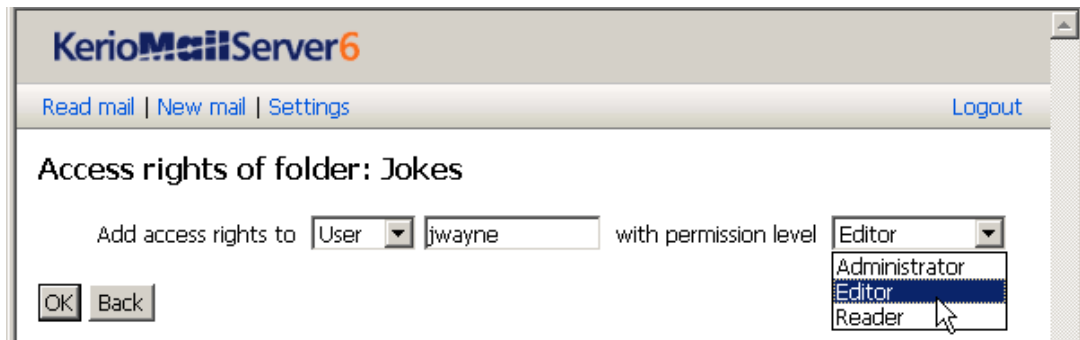 KerioMailServer6
Read mail | New mail | Settings Logout
Access rights of folder: Jokes
Add access rights to User jwayne with permission level Editor
Administrator
Editor
OK Back Reader